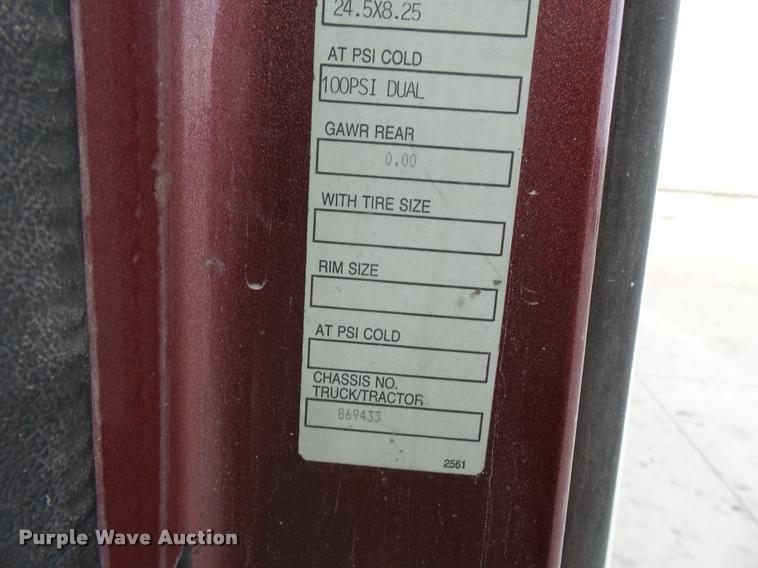 24.5X8.25
AT PSI COLD
100PSI DUAL
GAWR REAR
0.00
WITH TIRE SIZE
RIM SIZE
AT PSI COLD
CHASSIS NO.
TRUCK/TRACTOR
869433
2561
Purple Wave Auction